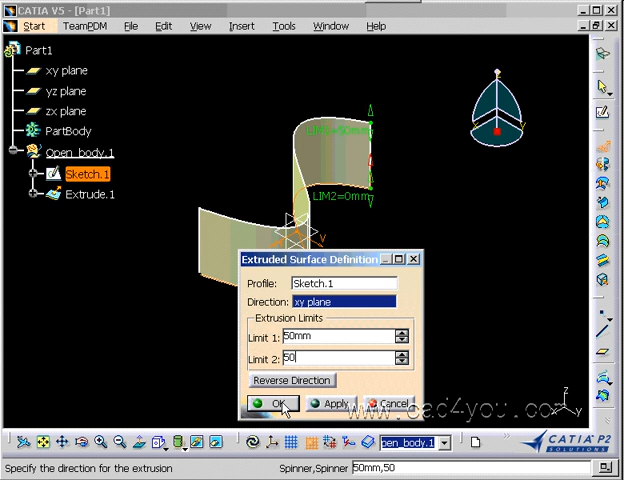 CATIA V5 - [Part1]
Start TeamPDM File Edit View Insert Tools Window Help
Part1
xy plane
yz plane
zx plane
PartBody
Open_body.1
Sketch.1
Extrude.1
LIM2=0mm
V
Extruded Surface Definition
Profile: Sketch.1
Direction: xy plane
Extrusion Limits
Limit 1: 50mm
Limit 2: 50
Reverse Direction
OK Apply Cancel
www.cad4you.com
z
x
y
pen_body.1
CATIA P2
SOLUTIONS
Specify the direction for the extrusion Spinner,Spinner 50mm,50